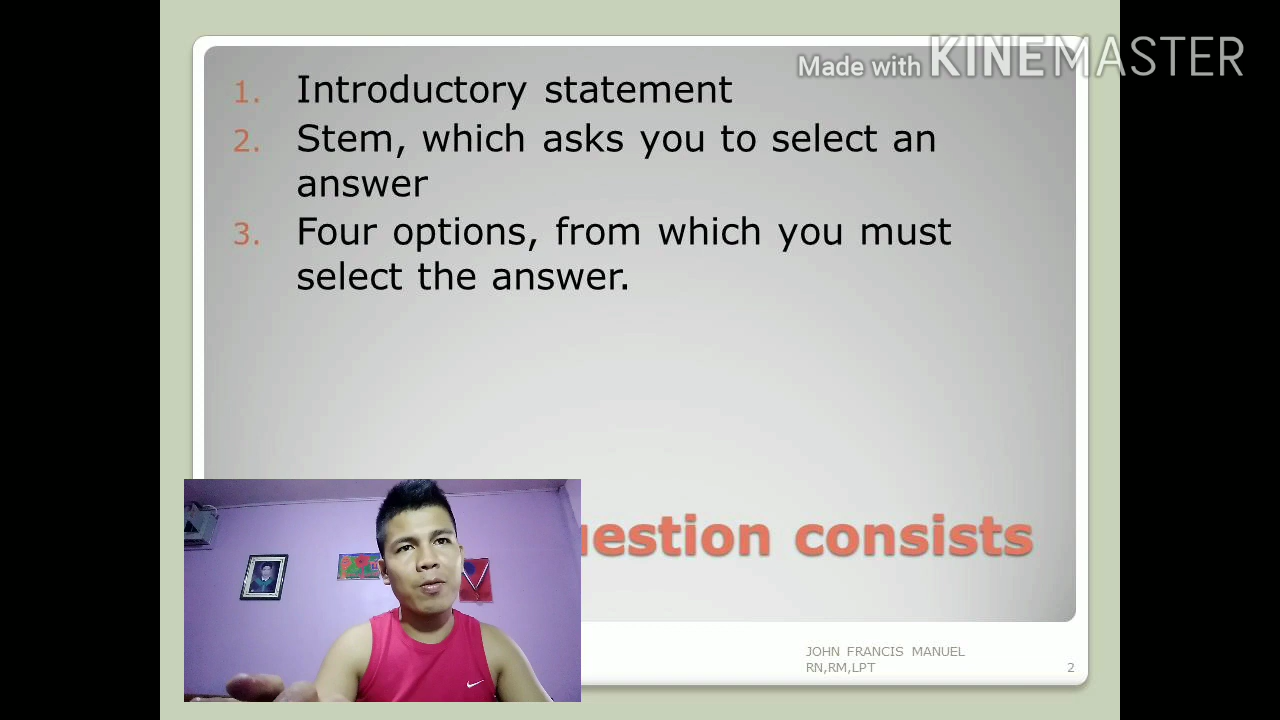 Made with KINEMASTER
1. Introductory statement
2. Stem, which asks you to select an
answer
3. Four options, from which you must
select the answer.
consists
JOHN FRANCIS MANUEL
RN,RM,LPT
2